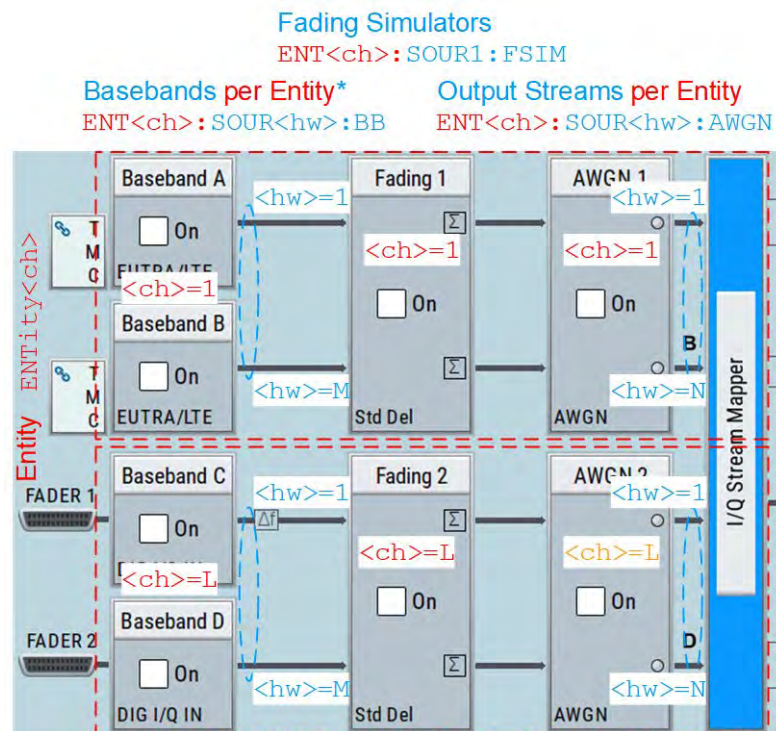 Fading Simulators
ENT<ch>:SOUR1:FSIM
Basebands per Entity*
ENT<ch>:SOUR<hw>:BB
Output Streams per Entity
ENT<ch>:SOUR<hw>:AWGN
Entity ENTity<ch>
T
M
C
Baseband A
On
EUTRA/LTE
<ch>=1
T
M
C
Baseband B
On
EUTRA/LTE
<hw>=1
<hw>=M
Fading 1
Σ
<ch>=1
On
Σ
Std Del
AWGN 1
<ch>=1
On
AWGN
<hw>=1
B
<hw>=N
I/Q Stream Mapper
FADER 1
Baseband C
On
<ch>=L
FADER 2
Baseband D
On
DIG I/Q IN
<hw>=1
Δf
<hw>=M
Fading 2
Σ
<ch>=L
On
Σ
Std Del
AWGN 2
<ch>=L
On
AWGN
<hw>=1
D
<hw>=N